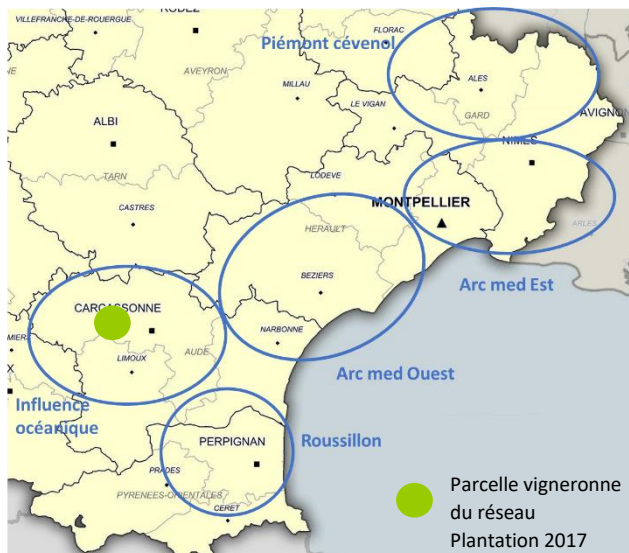 RODEZ
VILLEFRANCHE-DE-ROUERGUE
FLORAC
Piémont cévenol
AVEYRON
ALES
MILLAU
LE VIGAN
GARD
AVIGNON
ALBI
NIMES
TARN
LODEVE
MONTPELLIER
CASTRES
HERAULT
ARLES
BEZIERS
Arc med Est
CARCASSONNE
NARBONNE
AUDE
LIMOUX
Arc med Ouest
Influence
océanique
Roussillon
PERPIGNAN
PRADES
PYRENEES-ORIENTALES
CERET
Parcelle vigneronne
du réseau
Plantation 2017